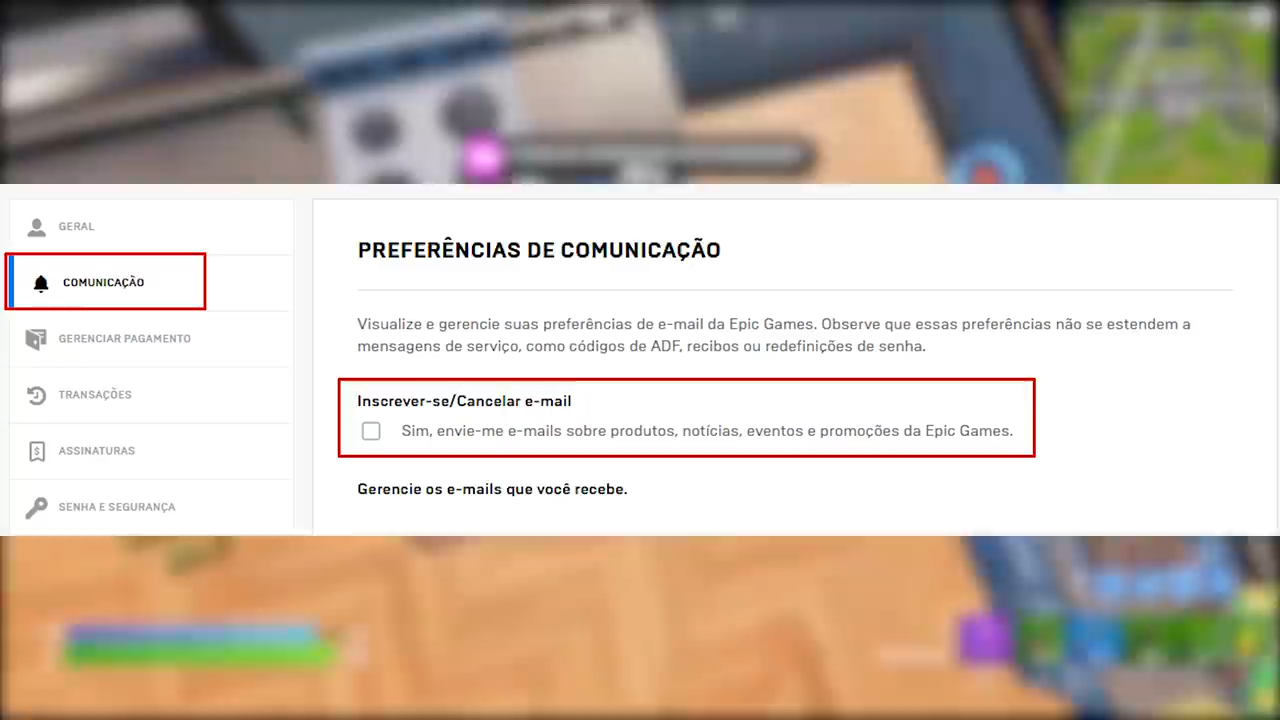 GERAL
COMUNICAÇÃO
GERENCIAR PAGAMENTO
TRANSAÇÕES
ASSINATURAS
SENHA E SEGURANÇA
PREFERÊNCIAS DE COMUNICAÇÃO
Visualize e gerencie suas preferências de e-mail da Epic Games. Observe que essas preferências não se estendem a
mensagens de serviço, como códigos de ADF, recibos ou redefinições de senha.
Inscrever-se/Cancelar e-mail
Sim, envie-me e-mails sobre produtos, notícias, eventos e promoções da Epic Games.
Gerencie os e-mails que você recebe.